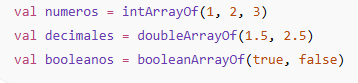 val numeros = intArrayOf(1, 2, 3)
val decimales = doubleArrayOf(1.5, 2.5)
val booleanos = booleanArrayOf(true, false)